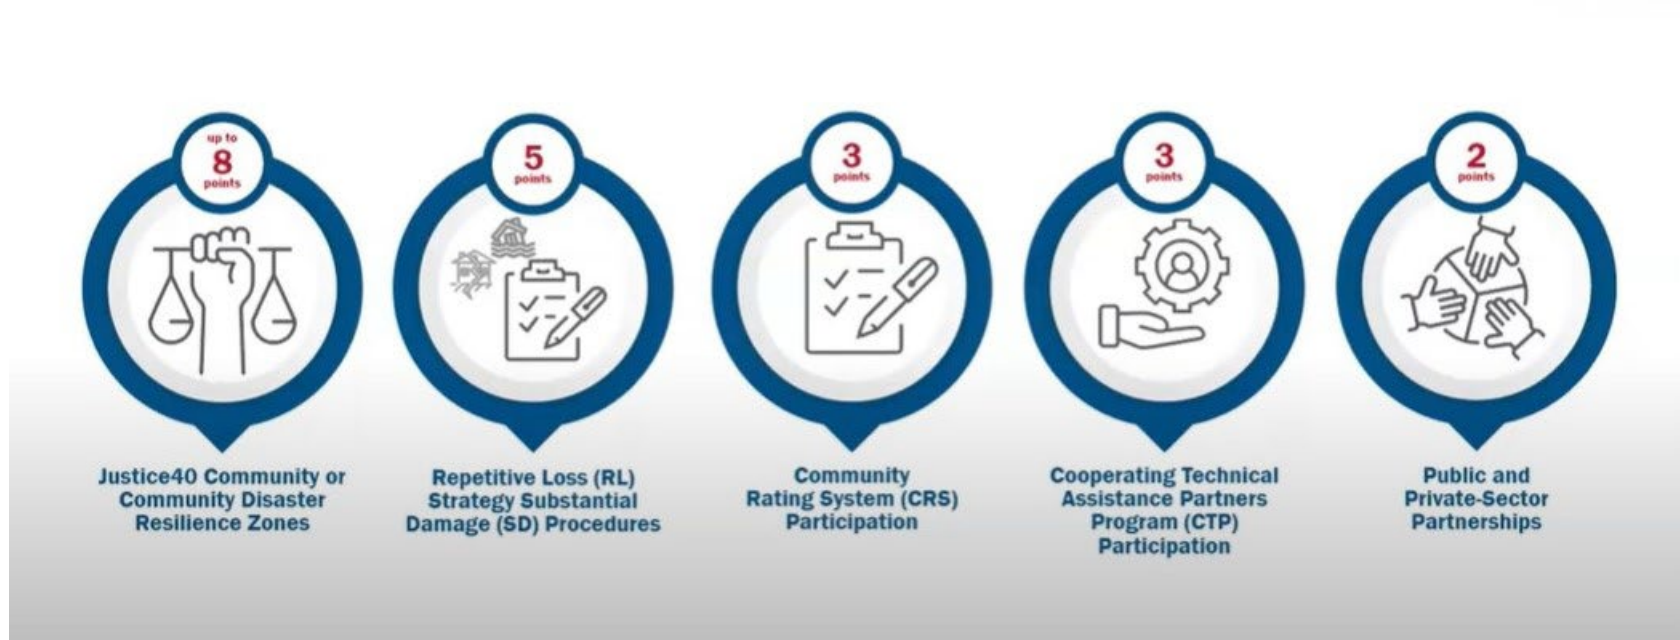 up to
8
points
5
points
3
points
3
points
2
points
Justice40 Community or
Community Disaster
Resilience Zones
Repetitive Loss (RL)
Strategy Substantial
Damage (SD) Procedures
Community
Rating System (CRS)
Participation
Cooperating Technical
Assistance Partners
Program (CTP)
Participation
Public and
Private-Sector
Partnerships